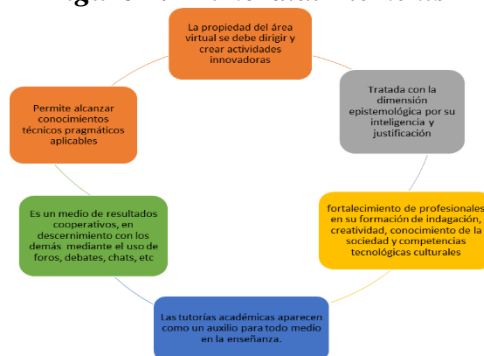 La propiedad del área
virtual se debe dirigir y
crear actividades
innovadoras
Tratada con la
dimensión
epistemológica por su
inteligencia y
justificación
fortalecimiento de profesionales
en su formación de indagación,
creatividad, conocimiento de la
sociedad y competencias
tecnológicas culturales
Las tutorías académicas aparecen
como un auxilio para todo medio
en la enseñanza.
Es un medio de resultados
cooperativos, en
descernimiento con los
demás mediante el uso de
foros, debates, chats, etc
Permite alcanzar
conocimientos
técnicos pragmáticos
aplicables